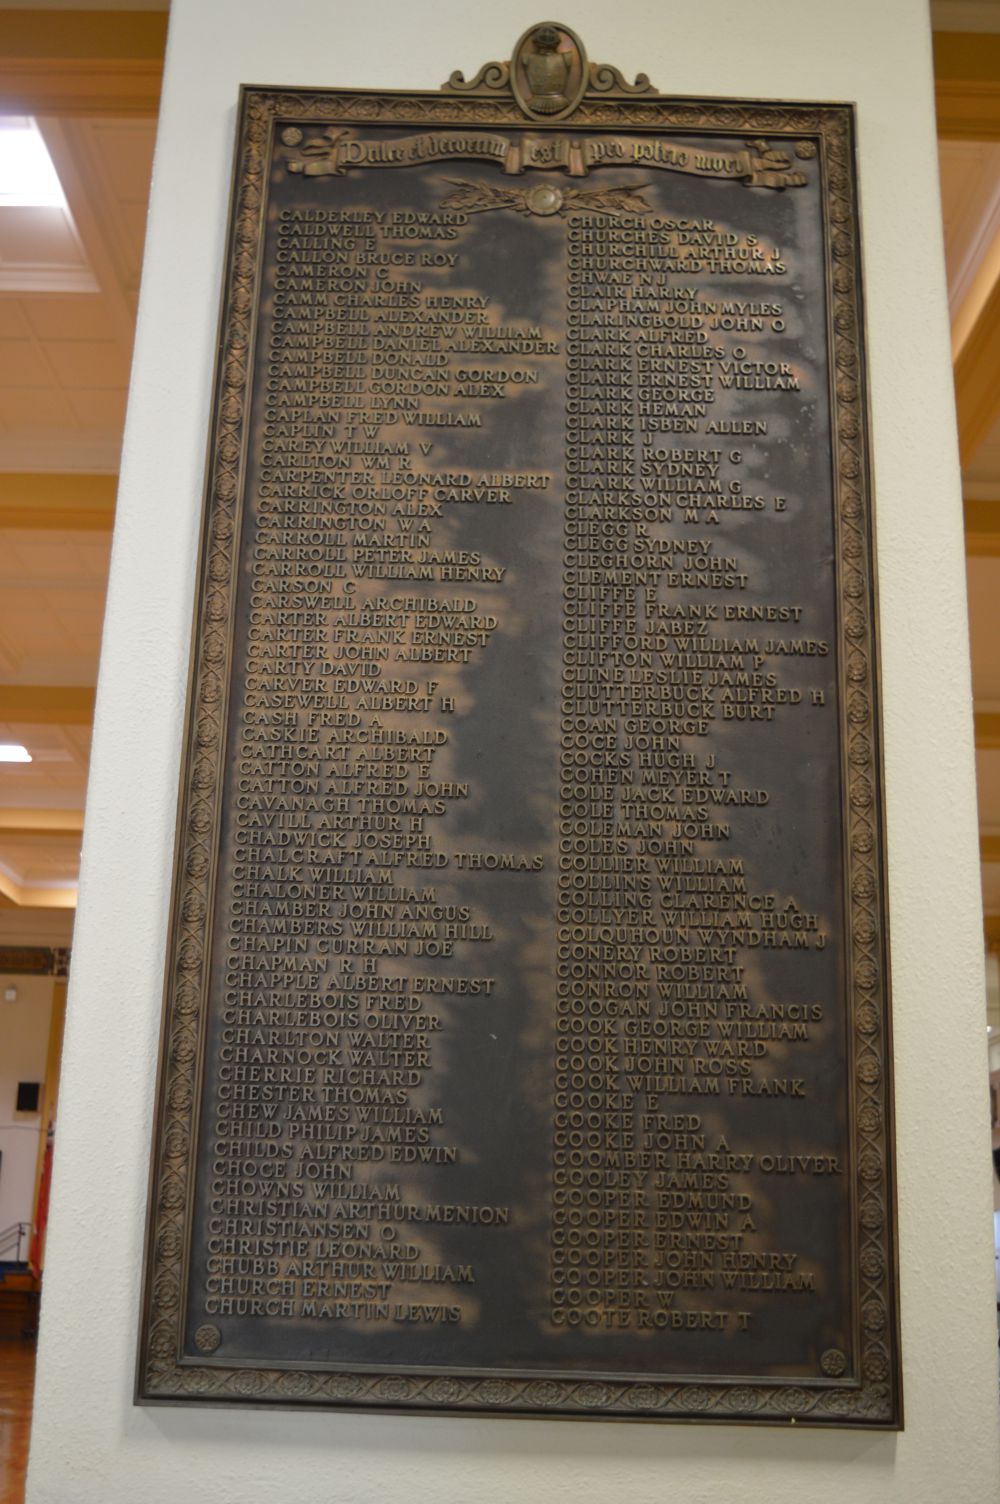 Dulce et decorum est pro patria mori
CALDERLEY EDWARD
CALDWELL THOMAS
CALLING E
CALLON BRUCE ROY
CAMERON C
CAMERON JOHN
CAMM CHARLES HENRY
CAMPBELL ALEXANDER
CAMPBELL ANDREW WILLIAM
CAMPBELL DANIEL ALEXANDER
CAMPBELL DONALD
CAMPBELL DUNCAN GORDON
CAMPBELL GORDON ALEX
CAMPBELL LYNN
CAPLAN FRED WILLIAM
CAPLIN T W
CAREY WILLIAM V
CARLTON WM R
CARPENTER LEONARD ALBERT
CARRICK ORLOFF CARVER
CARRINGTON ALEX
CARRINGTON W A
CARROLL MARTIN
CARROLL PETER JAMES
CARROLL WILLIAM HENRY
CARSON C
CARSWELL ARCHIBALD
CARTER ALBERT EDWARD
CARTER FRANK ERNEST
CARTER JOHN ALBERT
CARTY DAVID
CARVER EDWARD F
CASEWELL ALBERT H
CASH FRED A
CASKIE ARCHIBALD
CATHCART ALBERT
CATTON ALFRED E
CATTON ALFRED JOHN
CAVANAGH THOMAS
CAVILL ARTHUR H
CHADWICK JOSEPH
CHALCRAFT ALFRED THOMAS
CHALK WILLIAM
CHALONER WILLIAM
CHAMBER JOHN ANGUS
CHAMBERS WILLIAM HILL
CHAPIN CURRAN JOE
CHAPMAN R H
CHAPPLE ALBERT ERNEST
CHARLEBOIS FRED
CHARLEBOIS OLIVER
CHARLTON WALTER
CHARNOCK WALTER
CHERRIE RICHARD
CHESTER THOMAS
CHEW JAMES WILLIAM
CHILD PHILIP JAMES
CHILDS ALFRED EDWIN
CHOCE JOHN
CHOWNS WILLIAM
CHRISTIAN ARTHUR MENION
CHRISTIANSEN O
CHRISTIE LEONARD
CHUBB ARTHUR WILLIAM
CHURCH ERNEST
CHURCH MARTIN LEWIS
CHURCH OSCAR
CHURCHES DAVID S
CHURCHILL ARTHUR J
CHURCHWARD THOMAS
CHWAE N J
CLAIR HARRY
CLAPHAM JOHN MYLES
CLARINGBOLD JOHN O
CLARK ALFRED
CLARK CHARLES O
CLARK ERNEST VICTOR
CLARK ERNEST WILLIAM
CLARK GEORGE
CLARK HEMAN
CLARK ISBEN ALLEN
CLARK J
CLARK ROBERT G
CLARK SYDNEY
CLARK WILLIAM G
CLARKSON CHARLES E
CLARKSON M A
CLEGG R
CLEGG SYDNEY
CLEGHORN JOHN
CLEMENT ERNEST
CLIFFE E
CLIFFE FRANK ERNEST
CLIFFE JABEZ
CLIFFORD WILLIAM JAMES
CLIFTON WILLIAM P
CLINE LESLIE JAMES
CLUTTERBUCK ALFRED H
CLUTTERBUCK BURT
COAN GEORGE
COCE JOHN
COCKS HUGH J
COHEN MEYER T
COLE JACK EDWARD
COLE THOMAS
COLEMAN JOHN
COLES JOHN
COLLIER WILLIAM
COLLINS WILLIAM
COLLING CLARENCE A
COLLYER WILLIAM HUGH
COLQUHOUN WYNDHAM J
CONERY ROBERT
CONNOR ROBERT
CONRON WILLIAM
COOGAN JOHN FRANCIS
COOK GEORGE WILLIAM
COOK HENRY WARD
COOK JOHN ROSS
COOK WILLIAM FRANK
COOKE E
COOKE FRED
COOKE JOHN A
COOMBER HARRY OLIVER
COOLEY JAMES
COOPER EDMUND
COOPER EDWIN A
COOPER ERNEST
COOPER JOHN HENRY
COOPER JOHN WILLIAM
COOPER W
COOTE ROBERT T